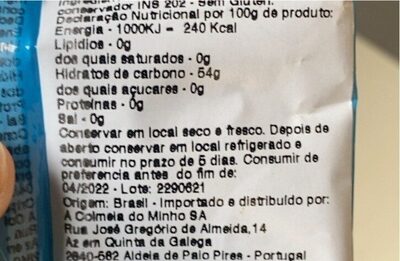 conservador INS 202 - Sem Glúten.
Declaração Nutricional por 100g de produto:
Energia - 1000KJ = 240 Kcal
Lípidios - 0g
dos quais saturados - 0g
Hidratos de carbono - 54g
dos quais açucares - 0g
Proteínas - 0g
Sal - 0g
Conservar em local seco e fresco. Depois de
aberto conservar em local refrigerado e
consumir no prazo de 5 dias. Consumir de
preferencia antes do fim de:
04/2022 - Lote: 2290621
Origem: Brasil - Importado e distribuído por:
A Colmeia do Minho SA
Rua José Gregório de Almeida,14
Az em Quinta da Galega
2840-582 Aldeia de Paio Pires - Portugal